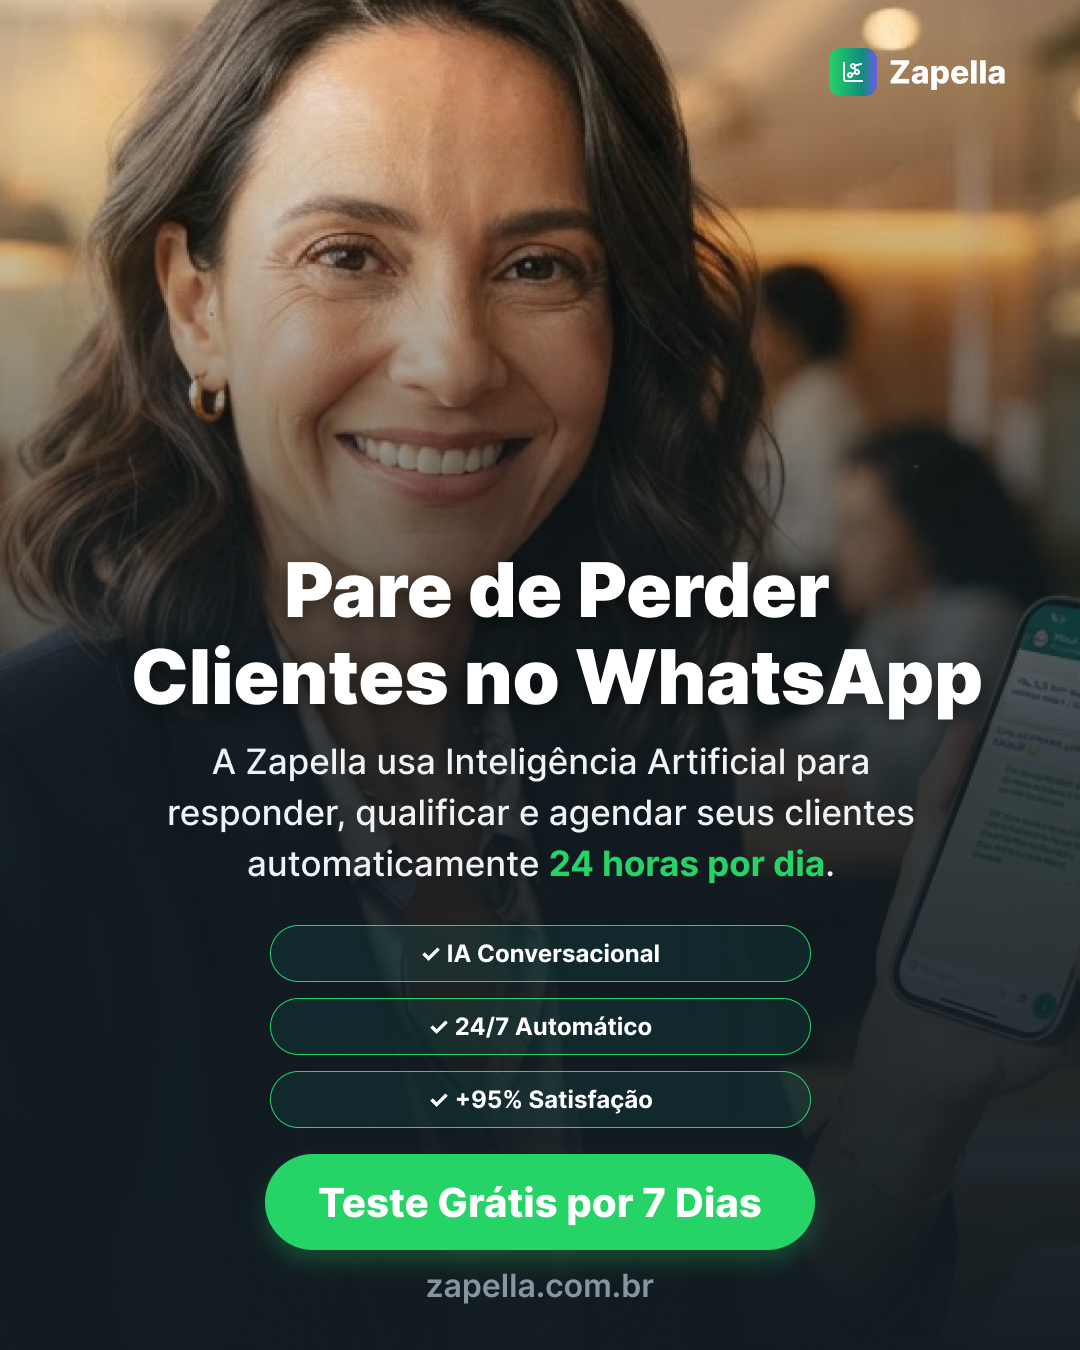 Zapella
Pare de Perder
Clientes no WhatsApp
A Zapella usa Inteligência Artificial para
responder, qualificar e agendar seus clientes
automaticamente 24 horas por dia.
✓ IA Conversacional
✓ 24/7 Automático
✓ +95% Satisfação
Teste Grátis por 7 Dias
zapella.com.br